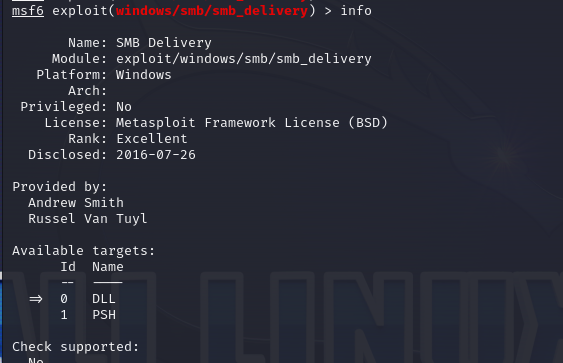 msf6 exploit(windows/smb/smb_delivery) > info
Name: SMB Delivery
Module: exploit/windows/smb/smb_delivery
Platform: Windows
Arch:
Privileged: No
License: Metasploit Framework License (BSD)
Rank: Excellent
Disclosed: 2016-07-26
Provided by:
Andrew Smith
Russel Van Tuyl
Available targets:
Id  Name
--  ----
=>  0  DLL
1  PSH
Check supported:
No